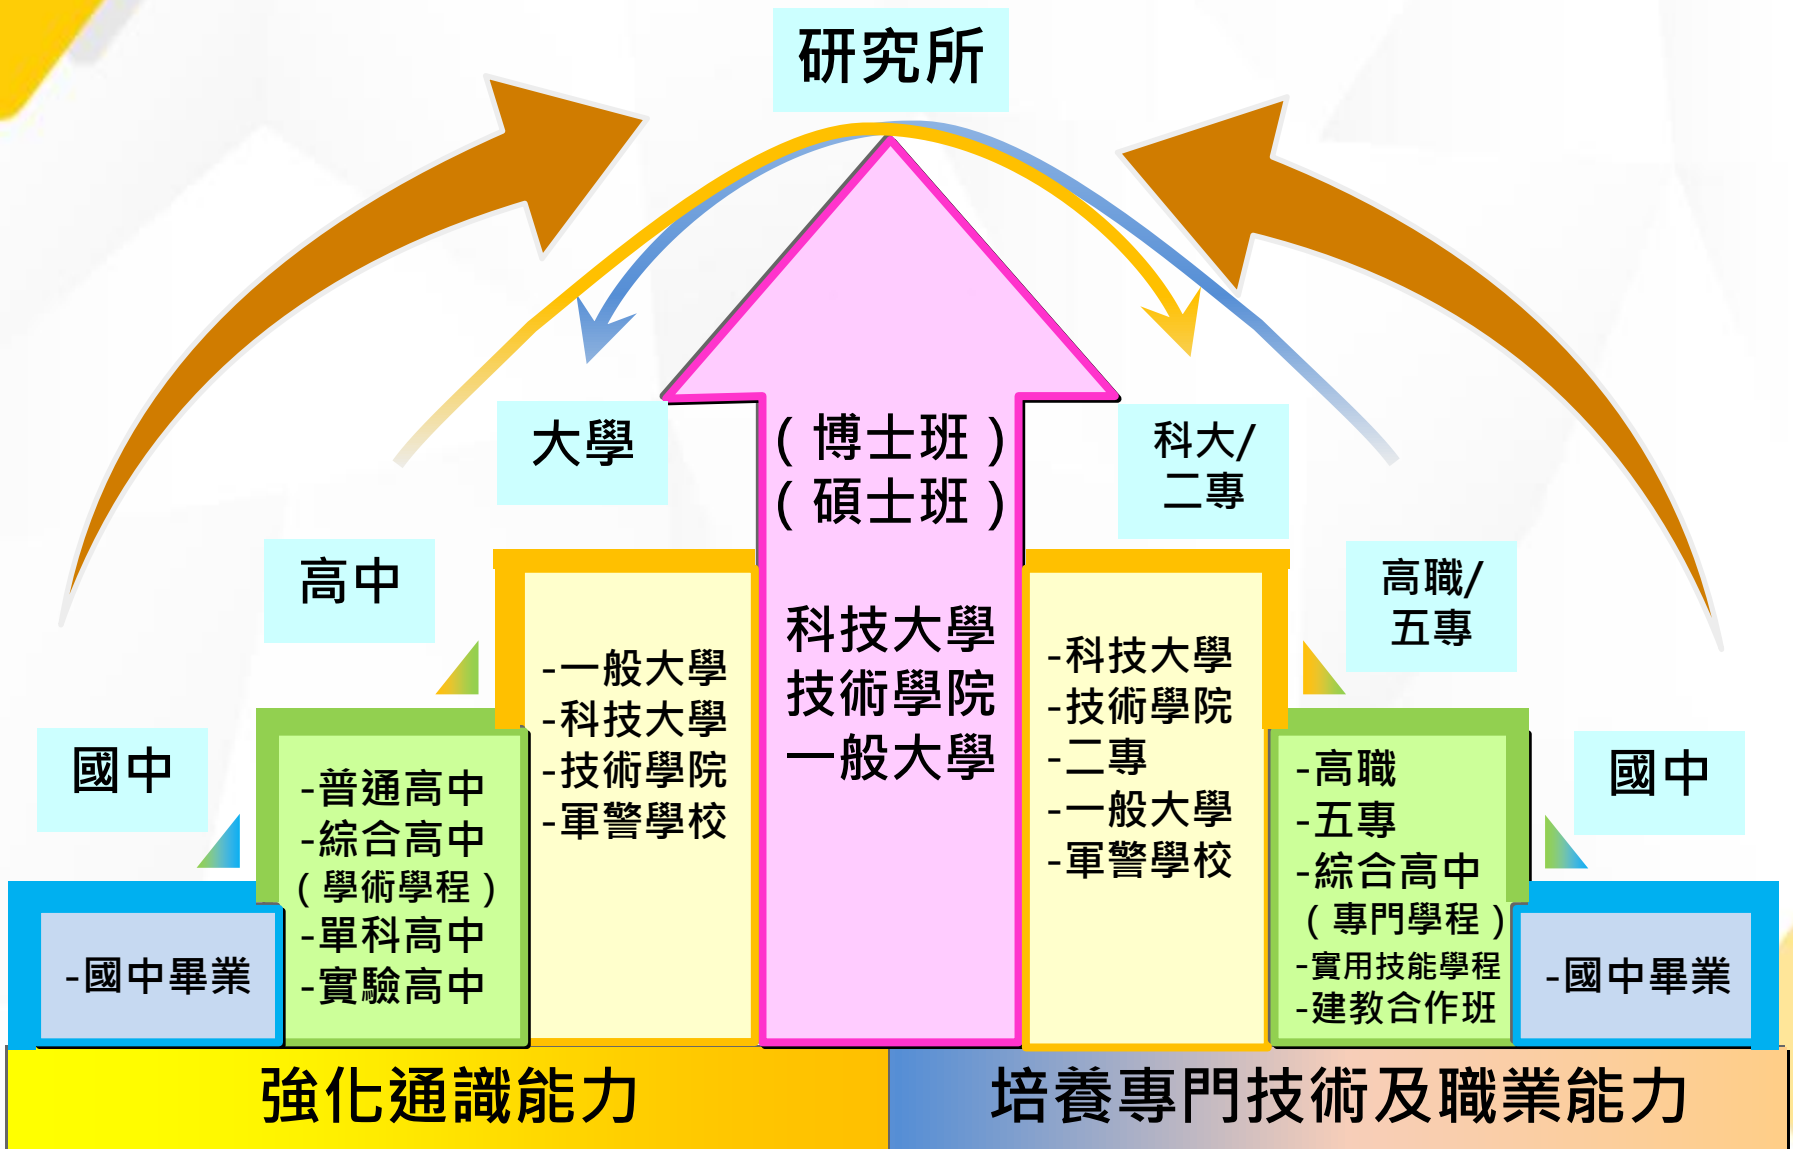 研究所
大學
(博士班)
(碩士班)
科技大學
技術學院
一般大學
科大/
二專
高中
高職/
五專
國中
國中
-國中畢業
-普通高中
-綜合高中
(學術學程)
-單科高中
-實驗高中
-一般大學
-科技大學
-技術學院
-軍警學校
-科技大學
-技術學院
-二專
-一般大學
-軍警學校
-高職
-五專
-綜合高中
(專門學程)
-實用技能學程
-建教合作班
-國中畢業
強化通識能力
培養專門技術及職業能力